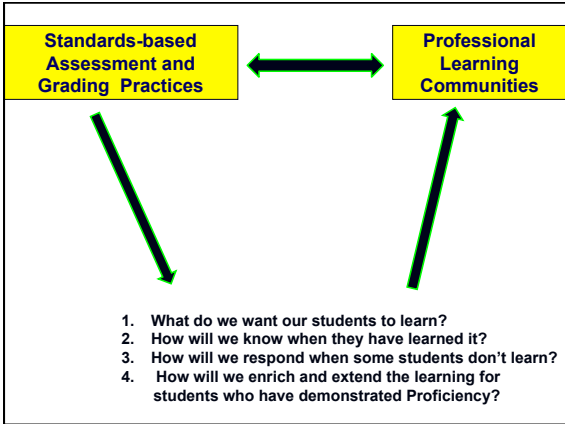 Standards-based
Assessment and
Grading Practices
Professional
Learning
Communities
1. What do we want our students to learn?
2. How will we know when they have learned it?
3. How will we respond when some students don't learn?
4. How will we enrich and extend the learning for
students who have demonstrated Proficiency?